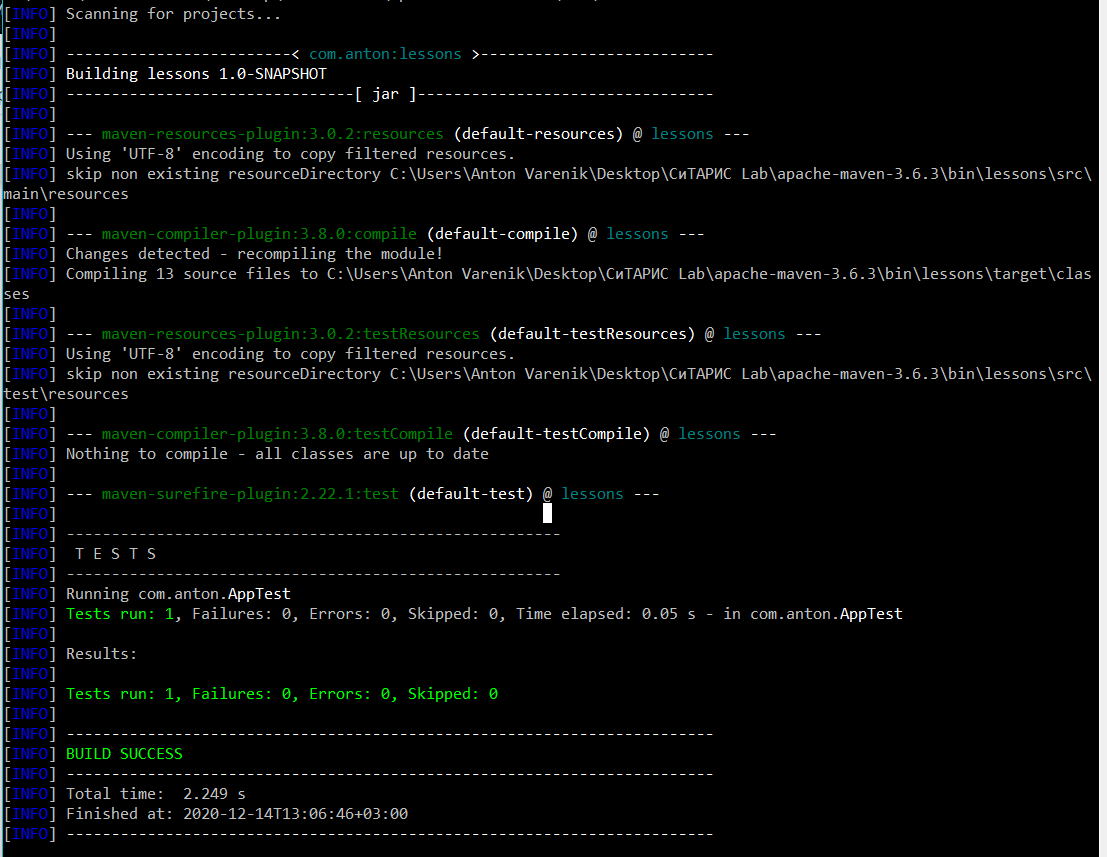 [INFO] Scanning for projects...
[INFO]
[INFO] -------------------------< com.anton:lessons >--------------------------
[INFO] Building lessons 1.0-SNAPSHOT
[INFO] --------------------------------[ jar ]---------------------------------
[INFO]
[INFO] --- maven-resources-plugin:3.0.2:resources (default-resources) @ lessons ---
[INFO] Using 'UTF-8' encoding to copy filtered resources.
[INFO] skip non existing resourceDirectory C:\Users\Anton Varenik\Desktop\СиТАРИС Lab\apache-maven-3.6.3\bin\lessons\src\
main\resources
[INFO]
[INFO] --- maven-compiler-plugin:3.8.0:compile (default-compile) @ lessons ---
[INFO] Changes detected - recompiling the module!
[INFO] Compiling 13 source files to C:\Users\Anton Varenik\Desktop\СиТАРИС Lab\apache-maven-3.6.3\bin\lessons\target\clas
ses
[INFO]
[INFO] --- maven-resources-plugin:3.0.2:testResources (default-testResources) @ lessons ---
[INFO] Using 'UTF-8' encoding to copy filtered resources.
[INFO] skip non existing resourceDirectory C:\Users\Anton Varenik\Desktop\СиТАРИС Lab\apache-maven-3.6.3\bin\lessons\src\
test\resources
[INFO]
[INFO] --- maven-compiler-plugin:3.8.0:testCompile (default-testCompile) @ lessons ---
[INFO] Nothing to compile - all classes are up to date
[INFO]
[INFO] --- maven-surefire-plugin:2.22.1:test (default-test) @ lessons ---
[INFO]
[INFO] -------------------------------------------------------
[INFO]  T E S T S
[INFO] -------------------------------------------------------
[INFO] Running com.anton.AppTest
[INFO] Tests run: 1, Failures: 0, Errors: 0, Skipped: 0, Time elapsed: 0.05 s - in com.anton.AppTest
[INFO]
[INFO] Results:
[INFO]
[INFO] Tests run: 1, Failures: 0, Errors: 0, Skipped: 0
[INFO]
[INFO] ------------------------------------------------------------------------
[INFO] BUILD SUCCESS
[INFO] ------------------------------------------------------------------------
[INFO] Total time:  2.249 s
[INFO] Finished at: 2020-12-14T13:06:46+03:00
[INFO] ------------------------------------------------------------------------